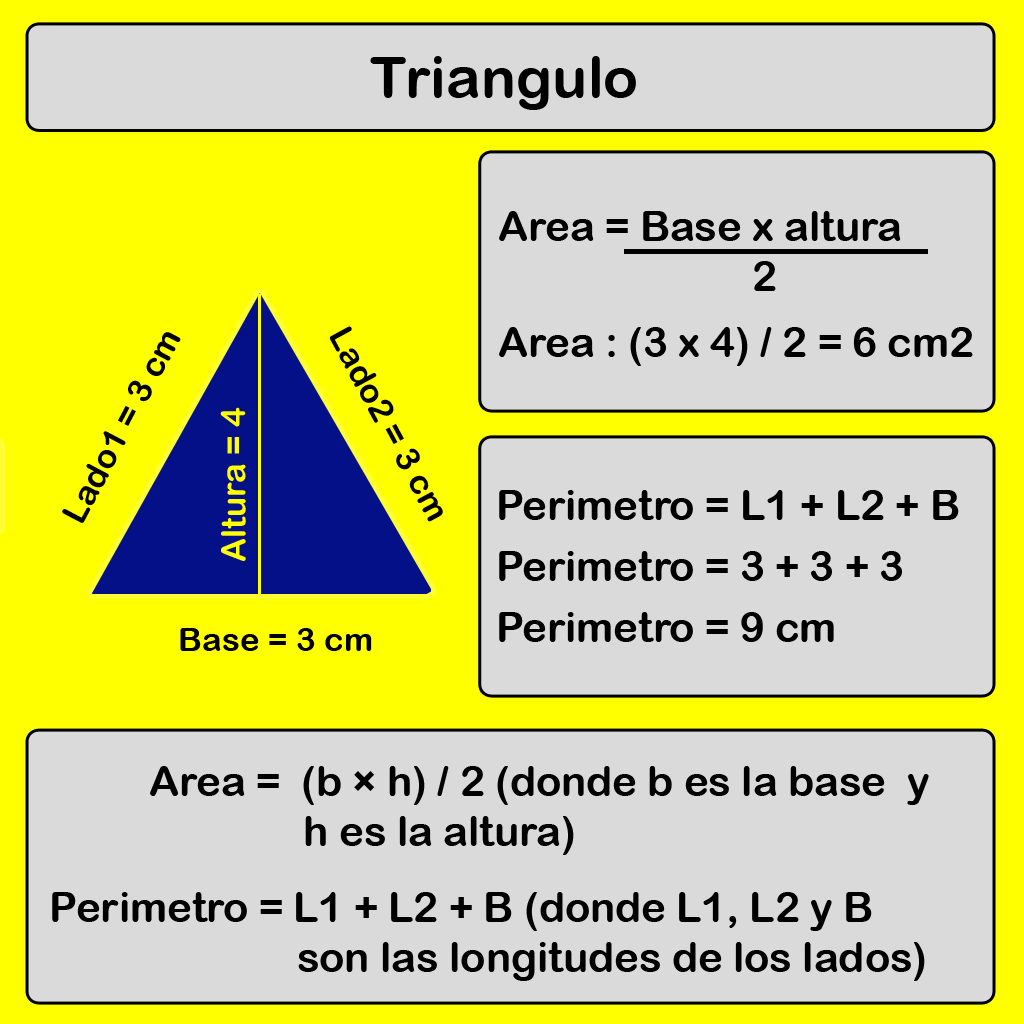 Triangulo
Area = Base x altura
2
Area : (3 x 4) / 2 = 6 cm2
Lado1 = 3 cm
Altura = 4
Lado2 = 3 cm
Base = 3 cm
Perimetro = L1 + L2 + B
Perimetro = 3 + 3 + 3
Perimetro = 9 cm
Area = (b × h) / 2 (donde b es la base y
h es la altura)
Perimetro = L1 + L2 + B (donde L1, L2 y B
son las longitudes de los lados)